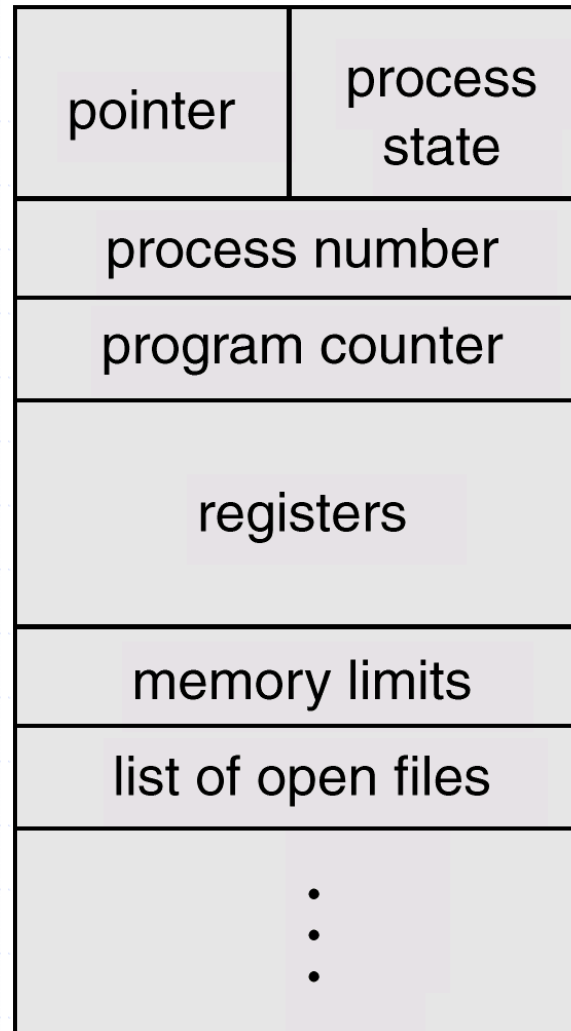 pointer
process
state
process number
program counter
registers
memory limits
list of open files